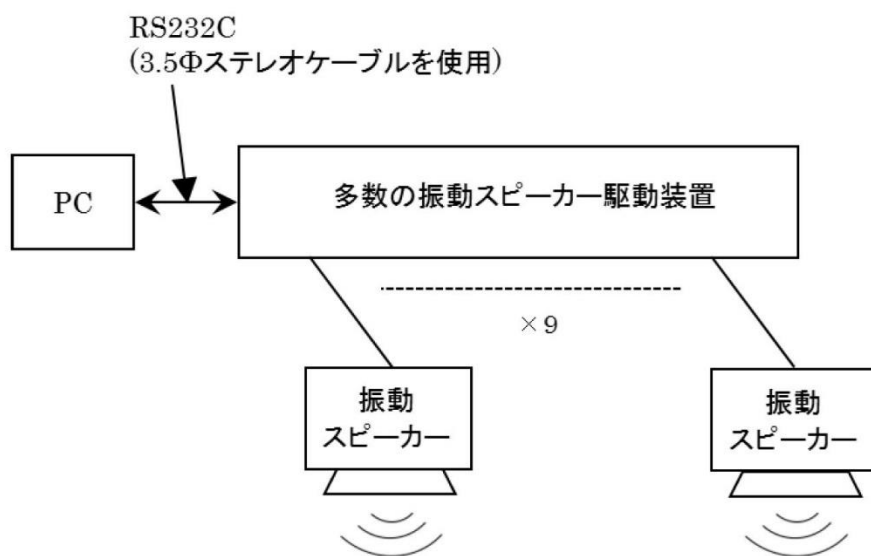 RS232C
(3.5Φステレオケーブルを使用)
PC
多数の振動スピーカー駆動装置
×9
振動
スピーカー
振動
スピーカー